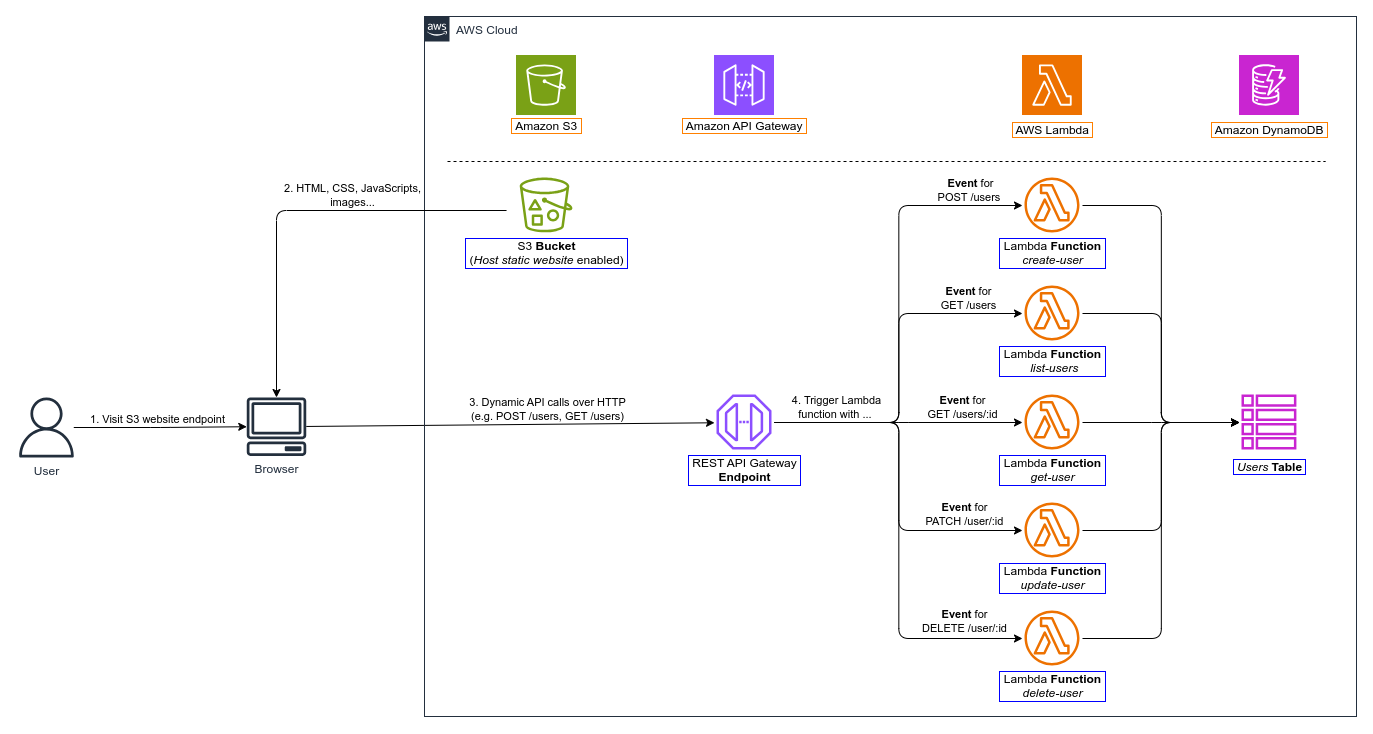 aws
AWS Cloud
Amazon S3
Amazon API Gateway
AWS Lambda
Amazon DynamoDB
2. HTML, CSS, JavaScripts,
images...
S3 Bucket
(Host static website enabled)
Event for
POST /users
Lambda Function
create-user
Event for
GET /users
Lambda Function
list-users
1. Visit S3 website endpoint
User
Browser
3. Dynamic API calls over HTTP
(e.g. POST /users, GET /users)
REST API Gateway
Endpoint
4. Trigger Lambda
function with ...
Event for
GET /users/:id
Lambda Function
get-user
Users Table
Event for
PATCH /user/:id
Lambda Function
update-user
Event for
DELETE /user/:id
Lambda Function
delete-user